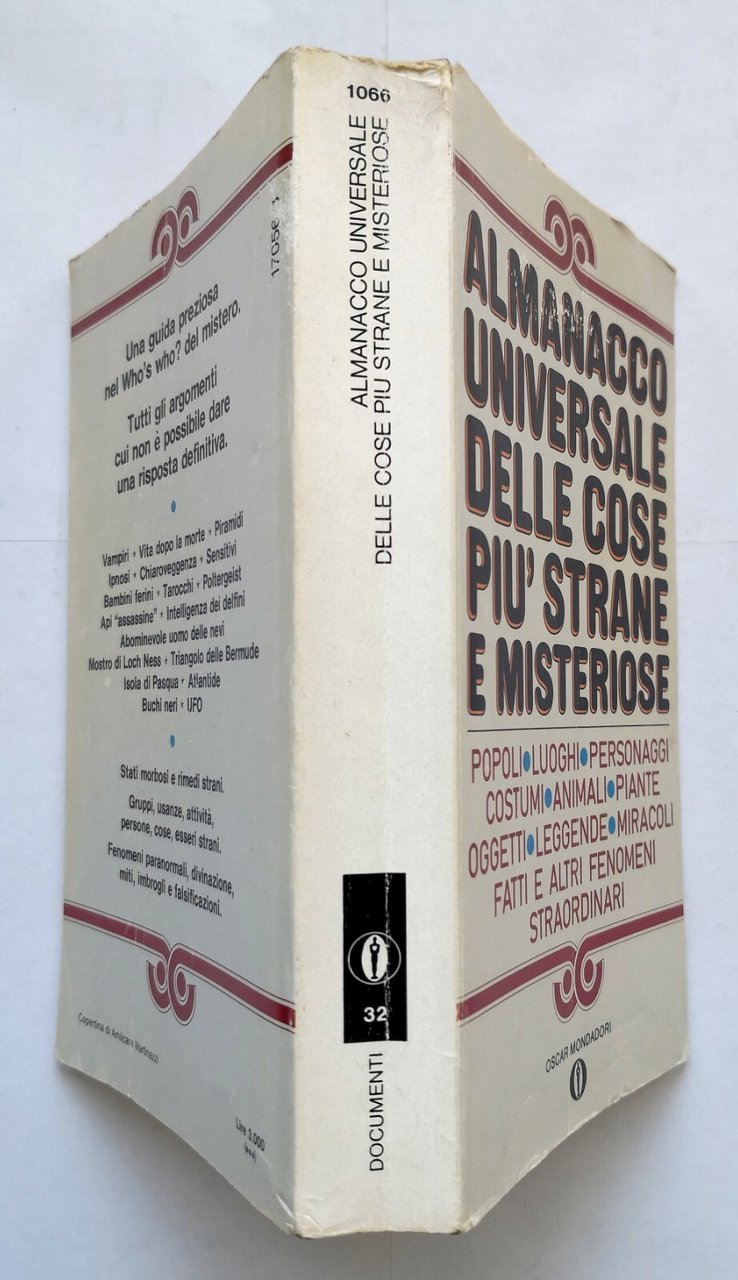 Una guida preziosa
nel Who's who? del mistero.
Tutti gli argomenti
cui non è possibile dare
una risposta definitiva.
Vampiri * Vita dopo la morte * Piramidi
Ipnosi * Chiaroveggenza * Sensitivi
Bambini ferini * Tarocchi * Poltergeist
Api "assassine" * Intelligenza dei delfini
Abominevole uomo delle nevi
Mostro di Loch Ness * Triangolo delle Bermude
Isola di Pasqua * Atlantide
Buchi neri * UFO
Stati morbosi e rimedi strani.
Gruppi, usanze, attività,
persone, cose, esseri strani.
Fenomeni paranormali, divinazione,
miti, imbrogli e falsificazioni.
Copertina di Amilcare Martinazzi
Lire 3.000
(***)
1066
ALMANACCO UNIVERSALE
DELLE COSE PIU STRANE E MISTERIOSE
32
DOCUMENTI
ALMANACCO
UNIVERSALE
DELLE COSE
PIU' STRANE
E MISTERIOSE
POPOLI•LUOGHI•PERSONAGGI
COSTUMI•ANIMALI•PIANTE
OGGETTI•LEGGENDE•MIRACOLI
FATTI E ALTRI FENOMENI
STRAORDINARI
OSCAR MONDADORI